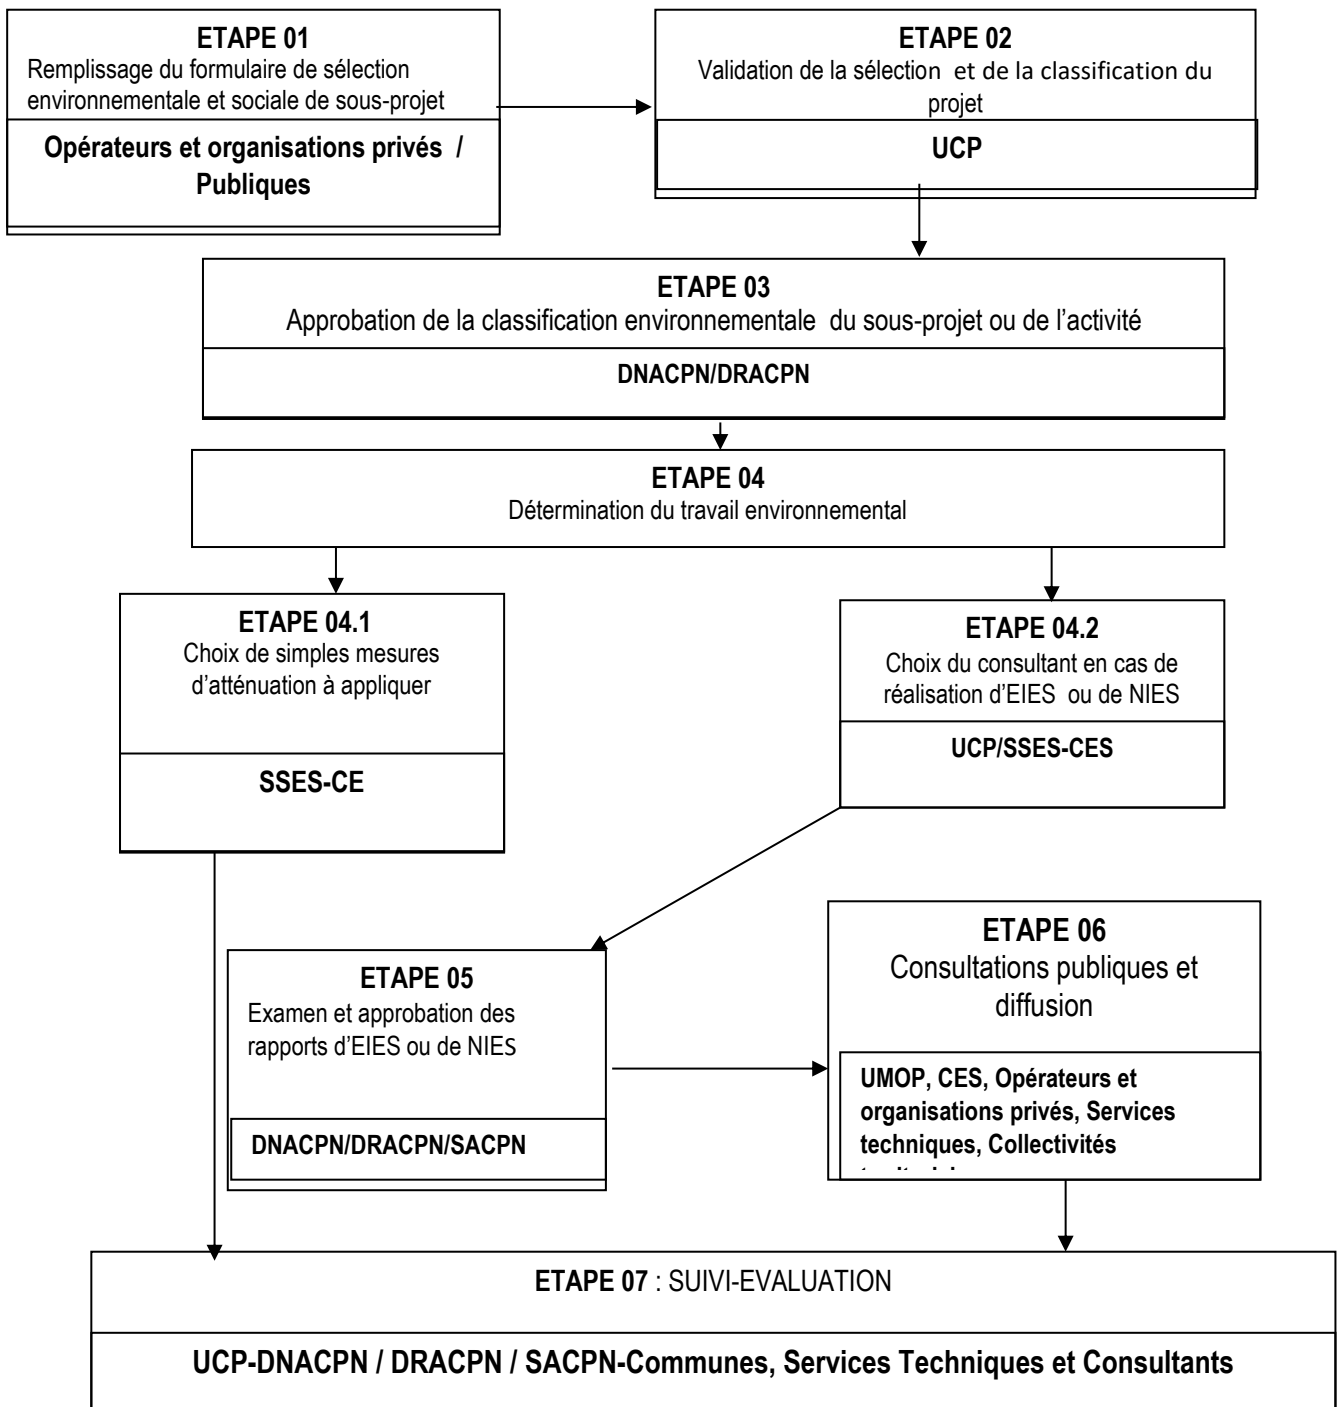 ETAPE 01
Remplissage du formulaire de sélection
environnementale et sociale de sous-projet
Opérateurs et organisations privés /
Publiques
ETAPE 02
Validation de la sélection et de la classification du
projet
UCP
ETAPE 03
Approbation de la classification environnementale du sous-projet ou de l’activité
DNACPN/DRACPN
ETAPE 04
Détermination du travail environnemental
ETAPE 04.1
Choix de simples mesures
d’atténuation à appliquer
SSES-CE
ETAPE 04.2
Choix du consultant en cas de
réalisation d’EIES ou de NIES
UCP/SSES-CES
ETAPE 05
Examen et approbation des
rapports d’EIES ou de NIES
DNACPN/DRACPN/SACPN
ETAPE 06
Consultations publiques et
diffusion
UMOP, CES, Opérateurs et
organisations privés, Services
techniques, Collectivités
ETAPE 07 : SUIVI-EVALUATION
UCP-DNACPN / DRACPN / SACPN-Communes, Services Techniques et Consultants